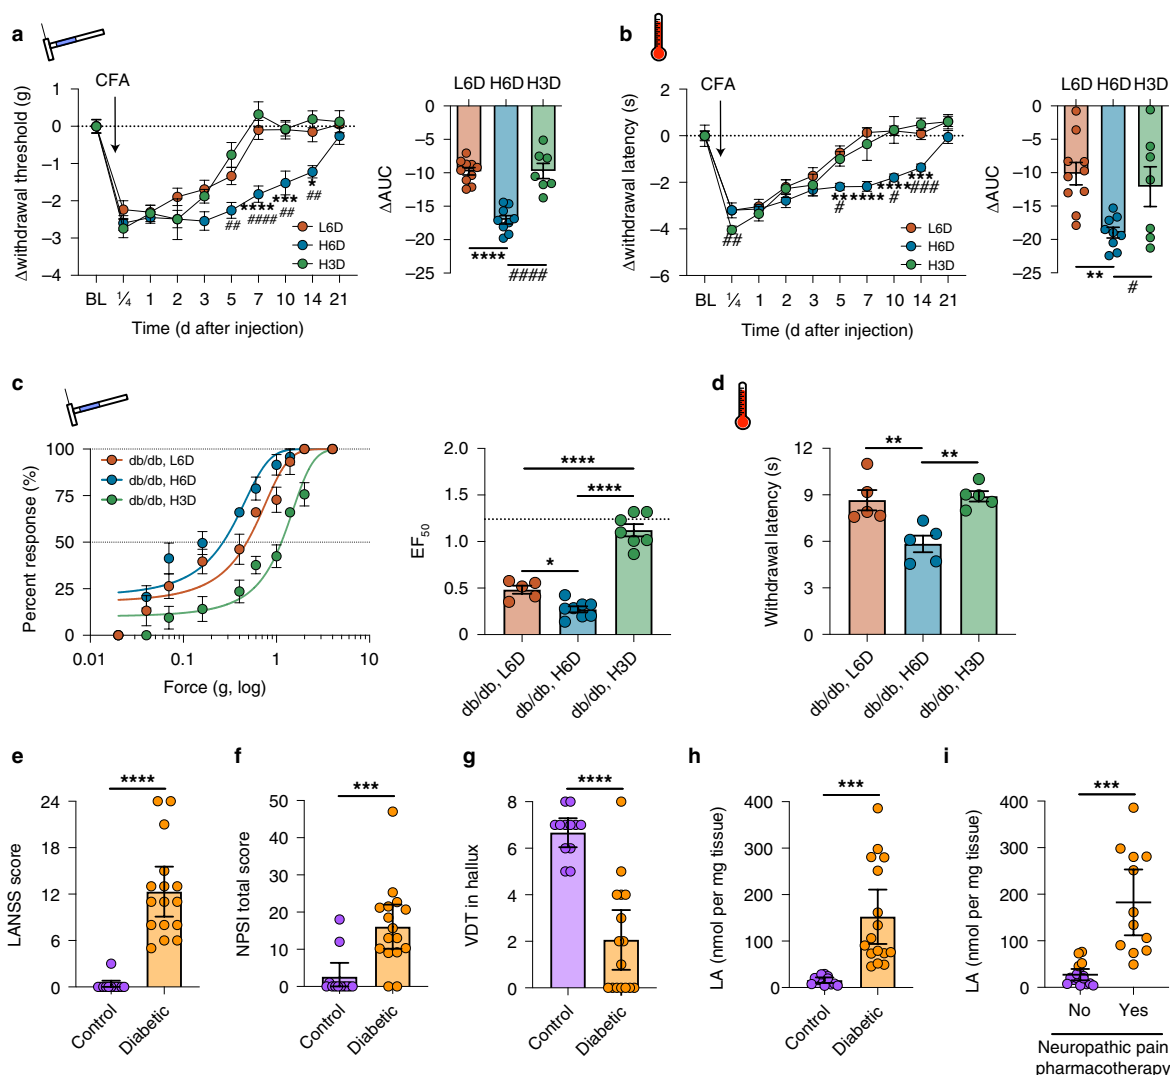 a
CFA
Δwithdrawal threshold (g)
1
0
−1
−2
−3
−4
****
***
*
##
####
##
##
L6D
H6D
H3D
BL ¼ 1 2 3 5 7 10 14 21
Time (d after injection)
L6D H6D H3D
ΔAUC
0
−5
−10
−15
−20
−25
****
####
b
CFA
Δwithdrawal latency (s)
2
0
−2
−4
−6
##
** **** **** ***
# # ###
L6D
H6D
H3D
BL ¼ 1 2 3 5 7 10 14 21
Time (d after injection)
L6D H6D H3D
ΔAUC
0
−5
−10
−15
−20
−25
**
#
c
Percent response (%)
100
75
50
25
0
db/db, L6D
db/db, H6D
db/db, H3D
0.01 0.1 1 10
Force (g, log)
EF50
2.0
1.5
1.0
0.5
0
****
****
*
db/db, L6D
db/db, H6D
db/db, H3D
d
Withdrawal latency (s)
12
9
6
3
0
** **
db/db, L6D
db/db, H6D
db/db, H3D
e
LANSS score
24
18
12
6
0
****
Control
Diabetic
f
NPSI total score
50
40
30
20
10
0
***
Control
Diabetic
g
VDT in hallux
8
6
4
2
0
****
Control
Diabetic
h
LA (nmol per mg tissue)
400
300
200
100
0
***
Control
Diabetic
i
LA (nmol per mg tissue)
400
300
200
100
0
***
No Yes
Neuropathic pain
pharmacotherapy